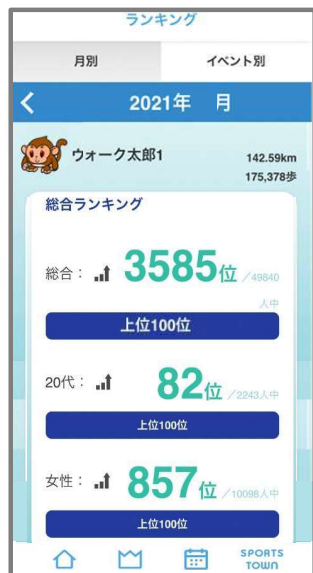 ランキング
月別 イベント別
2021年 月
ウォーク太郎1 142.59km
175,378歩
総合ランキング
総合： 3585位 ／49840
人中
上位100位
20代： 82位 ／2243人中
上位100位
女性： 857位 ／10098人中
上位100位
SPORTS
TOWN